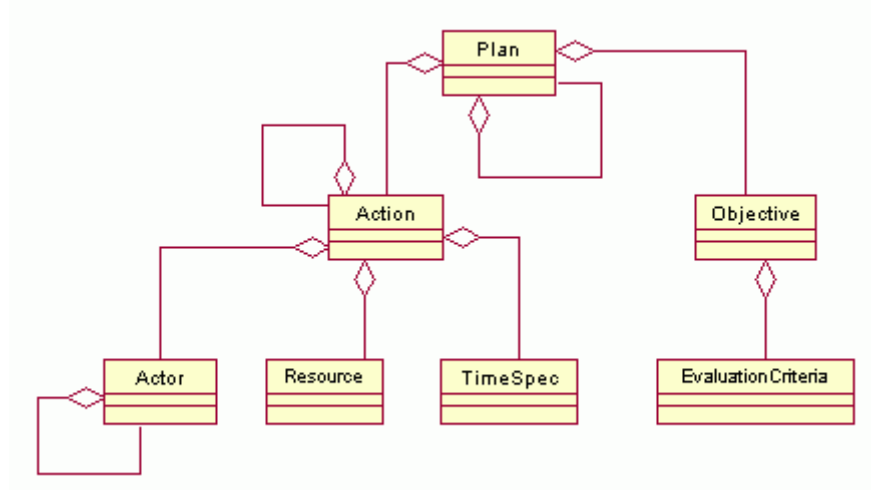 Plan
Action
Objective
Actor
Resource
TimeSpec
EvaluationCriteria